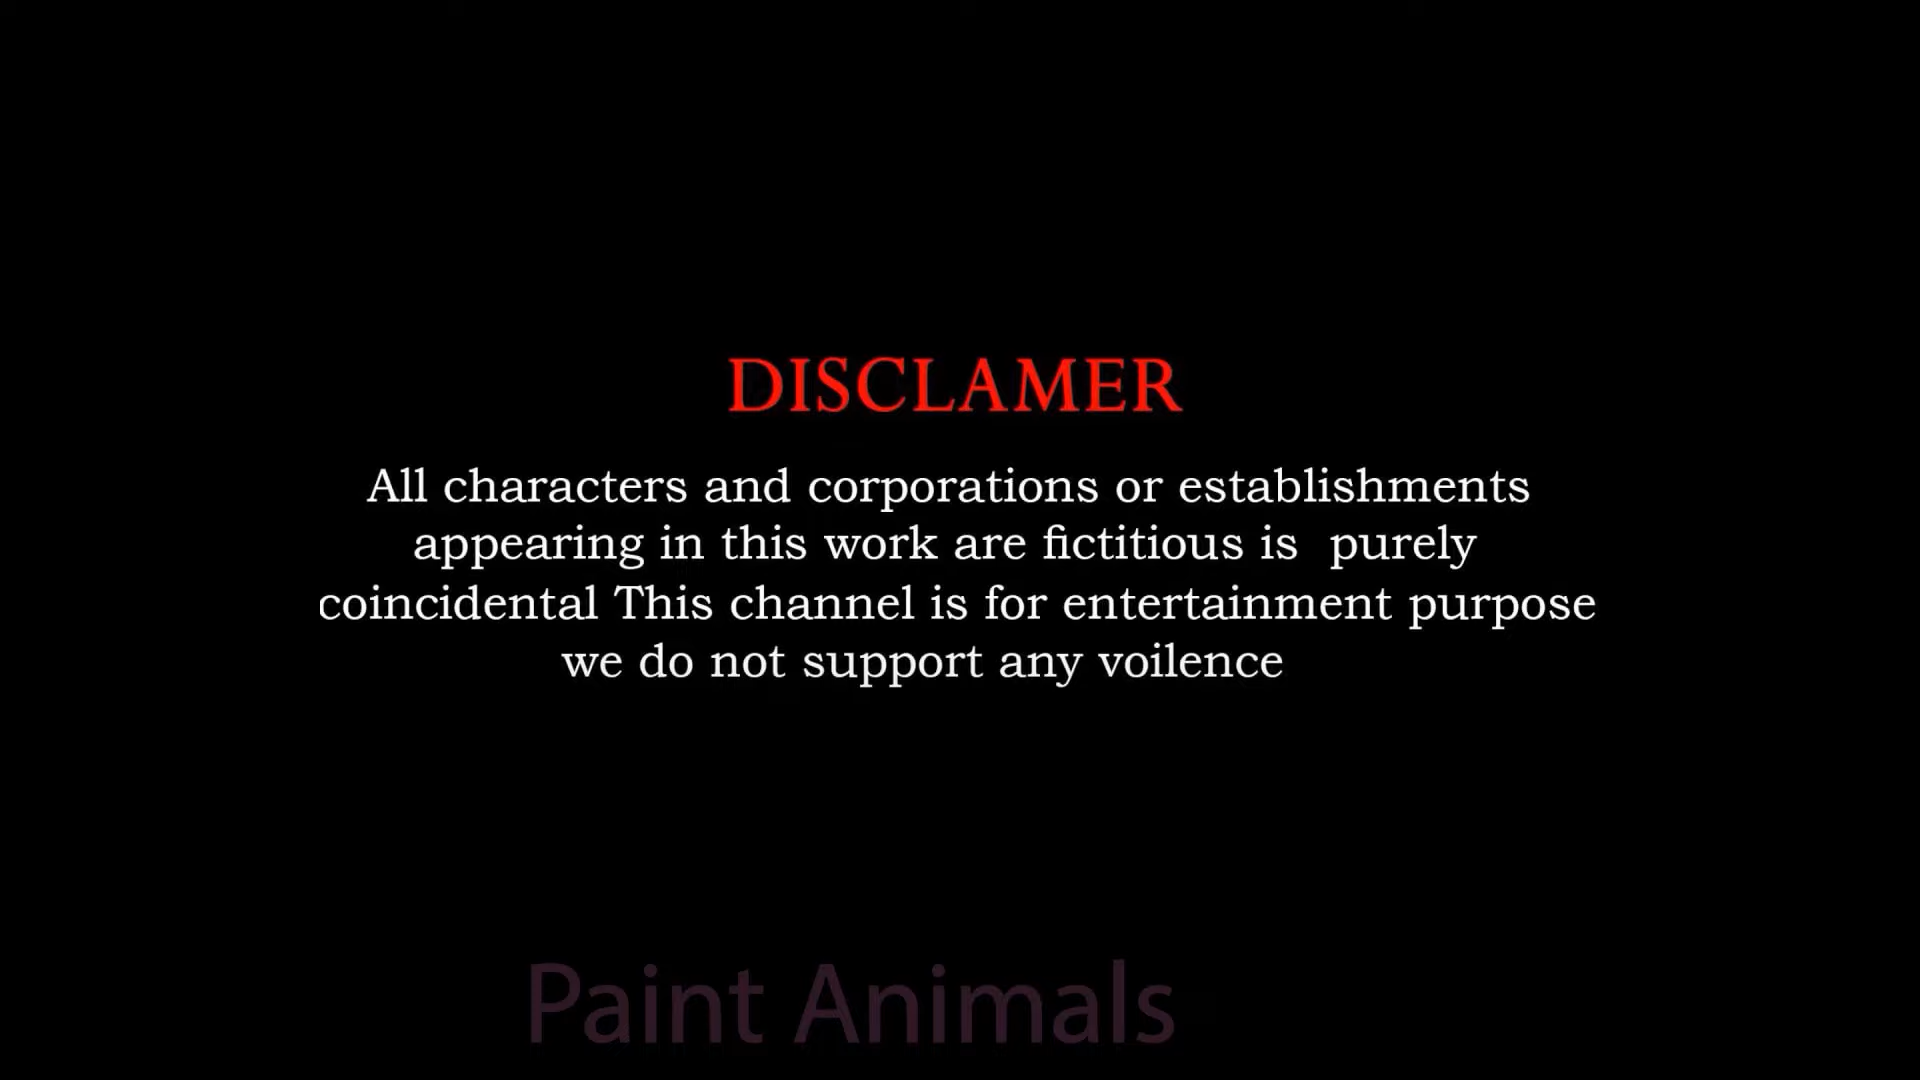 DISCLAMER
All characters and corporations or establishments
appearing in this work are fictitious is  purely
coincidental This channel is for entertainment purpose
we do not support any voilence
Paint Animals